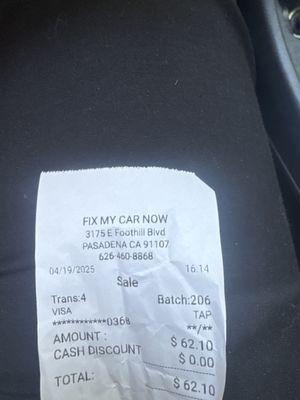 FIX MY CAR NOW
3175 E Foothill Blvd
PASADENA CA 91107
626-460-8868
04/19/2025 16:14
Sale
Trans:4 Batch:206
VISA TAP
************0368 **/**
AMOUNT : $ 62.10
CASH DISCOUNT $ 0.00
TOTAL: $ 62.10